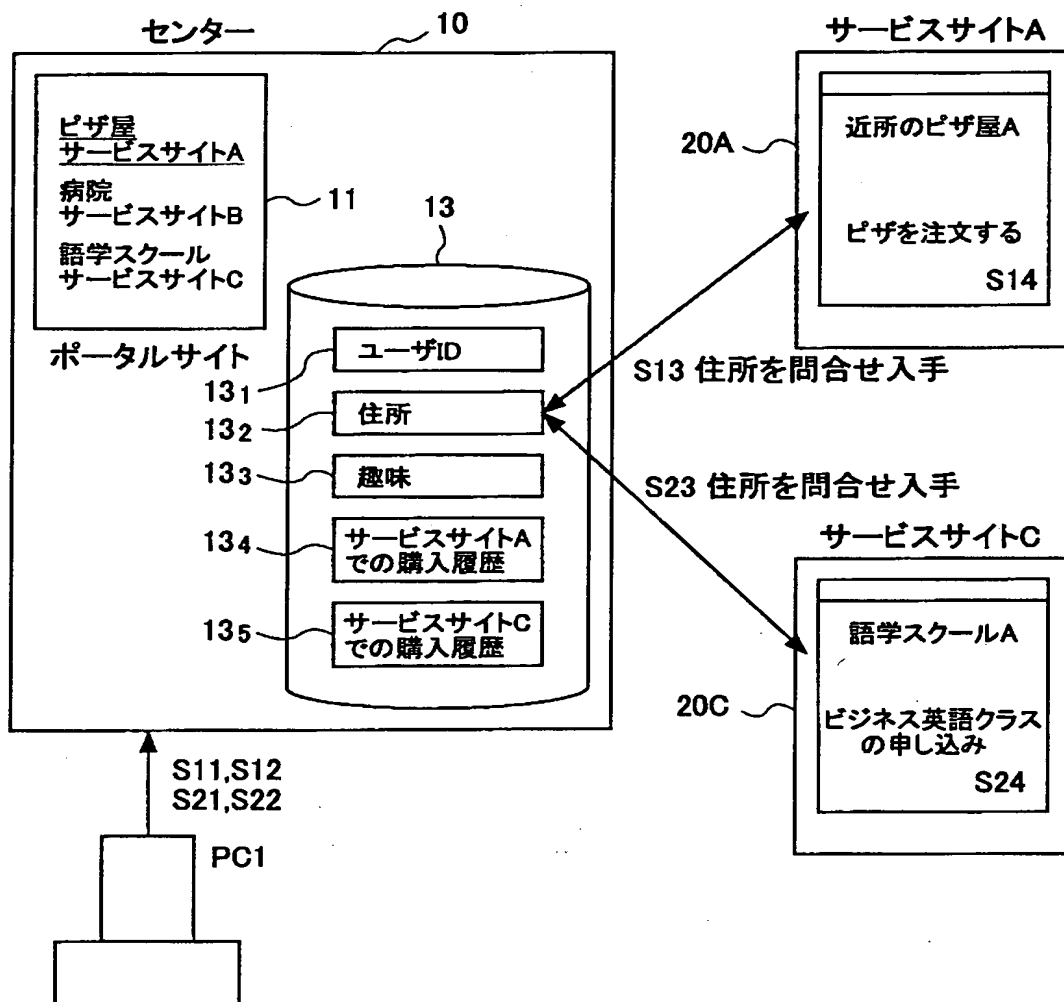 センター
10
ピザ屋
サービスサイトA
病院
サービスサイトB
語学スクール
サービスサイトC
11
ポータルサイト
13
13₁
ユーザID
13₂
住所
13₃
趣味
13₄
サービスサイトA
での購入履歴
13₅
サービスサイトC
での購入履歴
サービスサイトA
20A
近所のピザ屋A
ピザを注文する
S14
S13 住所を問合せ入手
S23 住所を問合せ入手
サービスサイトC
20C
語学スクールA
ビジネス英語クラス
の申し込み
S24
S11,S12
S21,S22
PC1